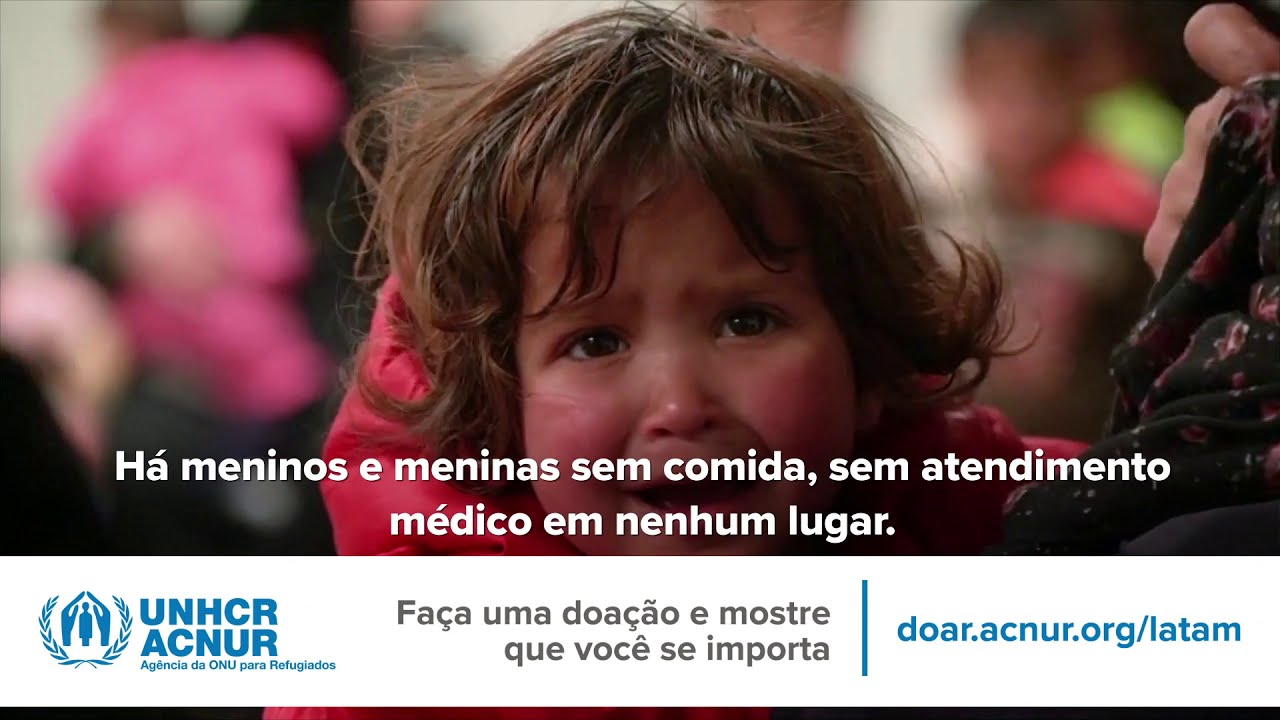 Há meninos e meninas sem comida, sem atendimento
médico em nenhum lugar.
UNHCR
ACNUR
Agência da ONU para Refugiados
Faça uma doação e mostre
que você se importa
doar.acnur.org/latam